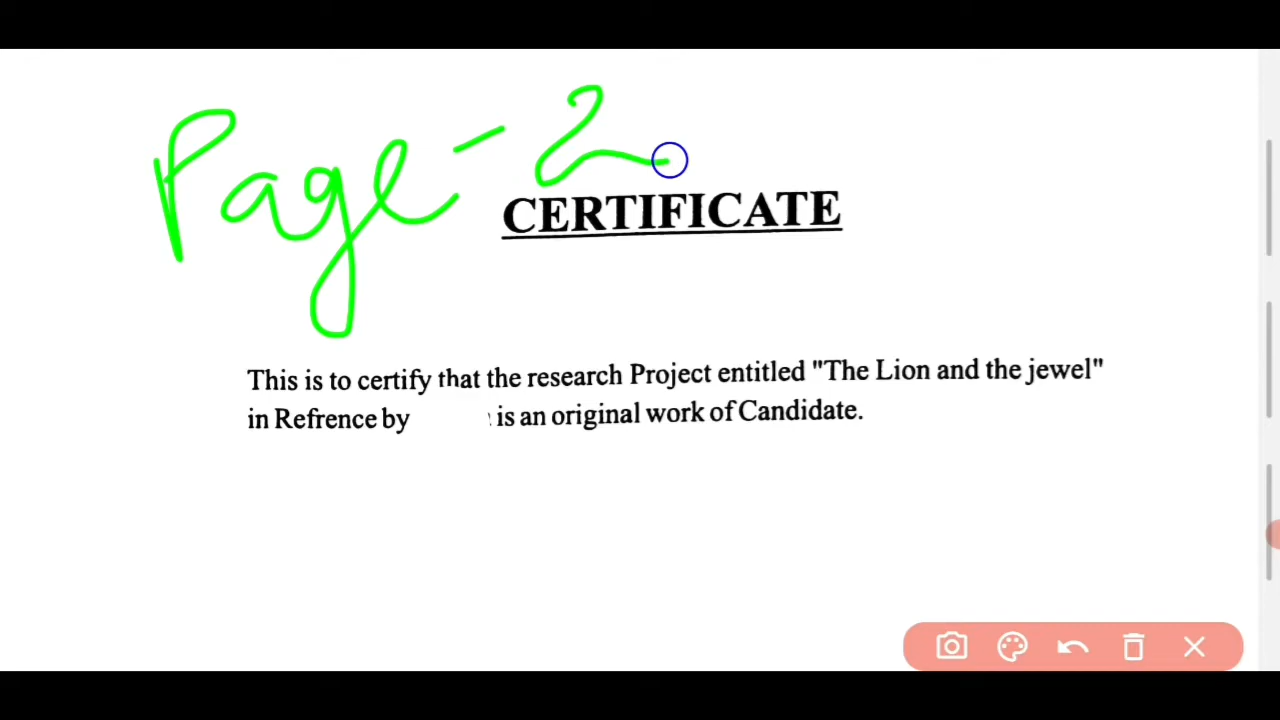 Page-2
CERTIFICATE
This is to certify that the research Project entitled "The Lion and the jewel"
in Refrence by is an original work of Candidate.